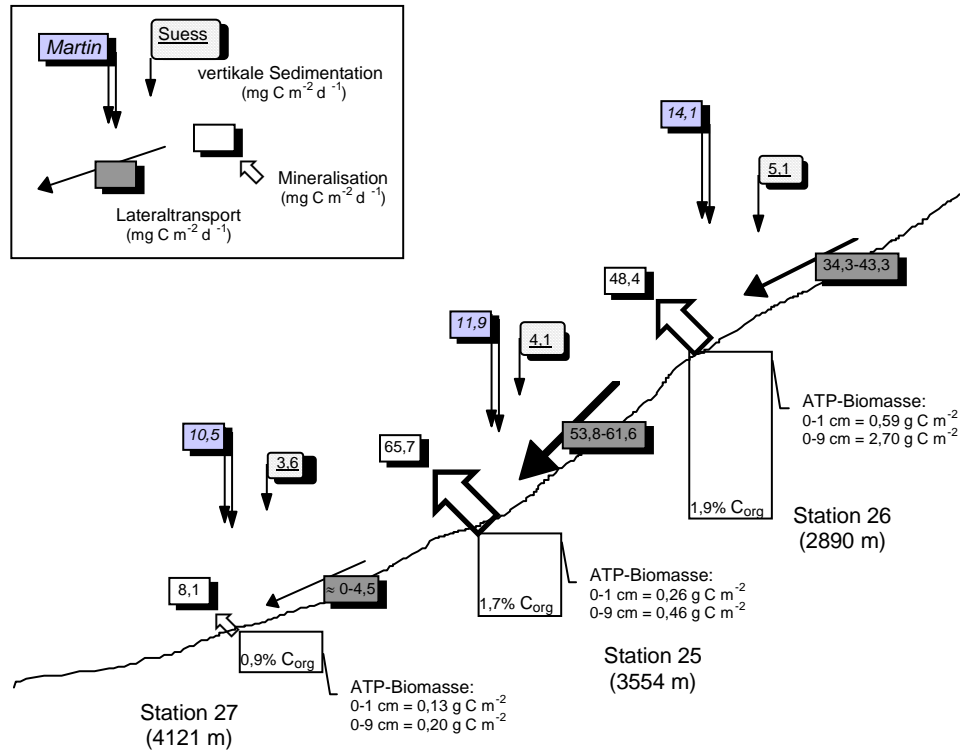 Martin
Suess
vertikale Sedimentation
(mg C m⁻² d⁻¹)
Mineralisation
(mg C m⁻² d⁻¹)
Lateraltransport
(mg C m⁻² d⁻¹)
14,1
5,1
34,3-43,3
48,4
ATP-Biomasse:
0-1 cm = 0,59 g C m⁻²
0-9 cm = 2,70 g C m⁻²
1,9% Corg
Station 26
(2890 m)
11,9
4,1
53,8-61,6
65,7
ATP-Biomasse:
0-1 cm = 0,26 g C m⁻²
0-9 cm = 0,46 g C m⁻²
1,7% Corg
Station 25
(3554 m)
10,5
3,6
≈ 0-4,5
8,1
0,9% Corg
ATP-Biomasse:
0-1 cm = 0,13 g C m⁻²
0-9 cm = 0,20 g C m⁻²
Station 27
(4121 m)